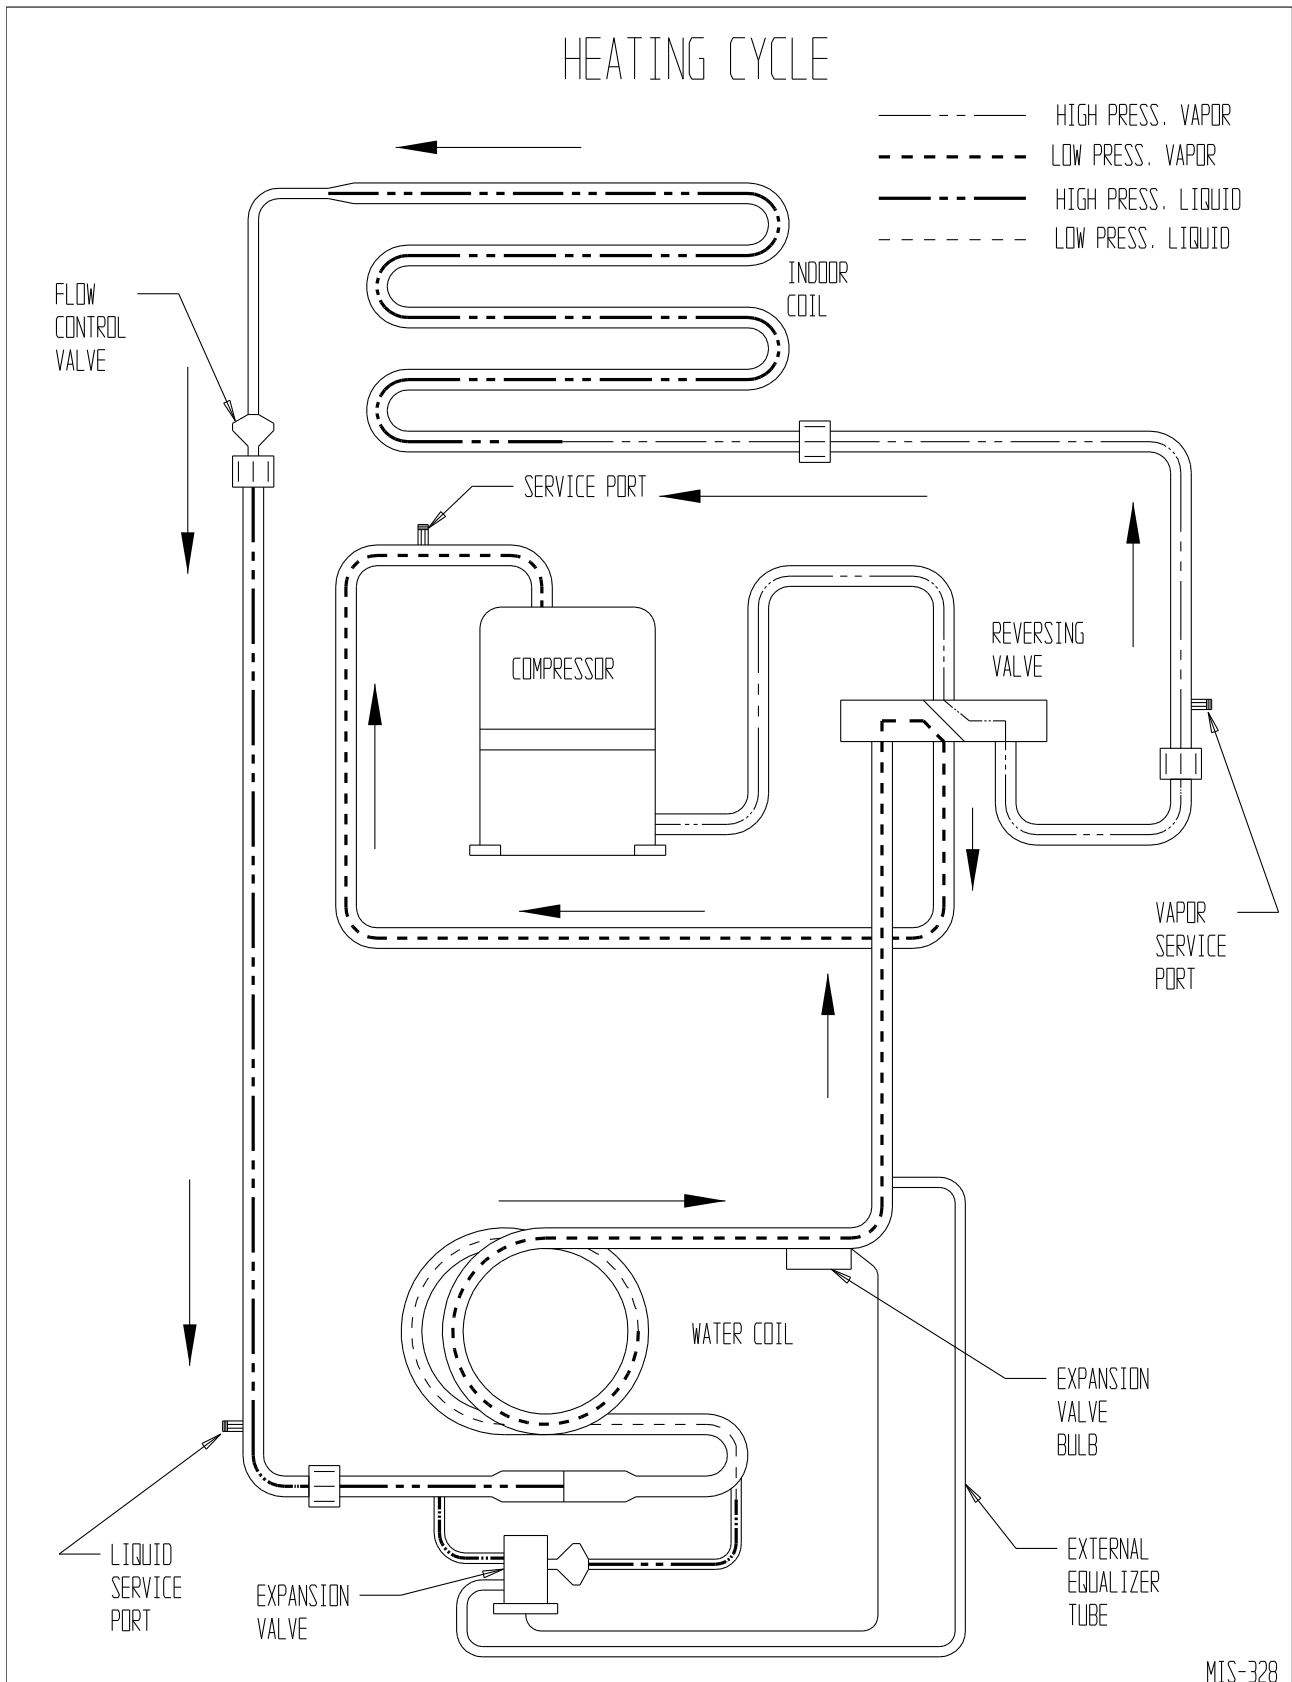 HEATING CYCLE
HIGH PRESS. VAPOR
LOW PRESS. VAPOR
HIGH PRESS. LIQUID
LOW PRESS. LIQUID
INDOOR
COIL
FLOW
CONTROL
VALVE
SERVICE PORT
COMPRESSOR
REVERSING
VALVE
VAPOR
SERVICE
PORT
WATER COIL
EXPANSION
VALVE
BULB
LIQUID
SERVICE
PORT
EXPANSION
VALVE
EXTERNAL
EQUALIZER
TUBE
MIS-328